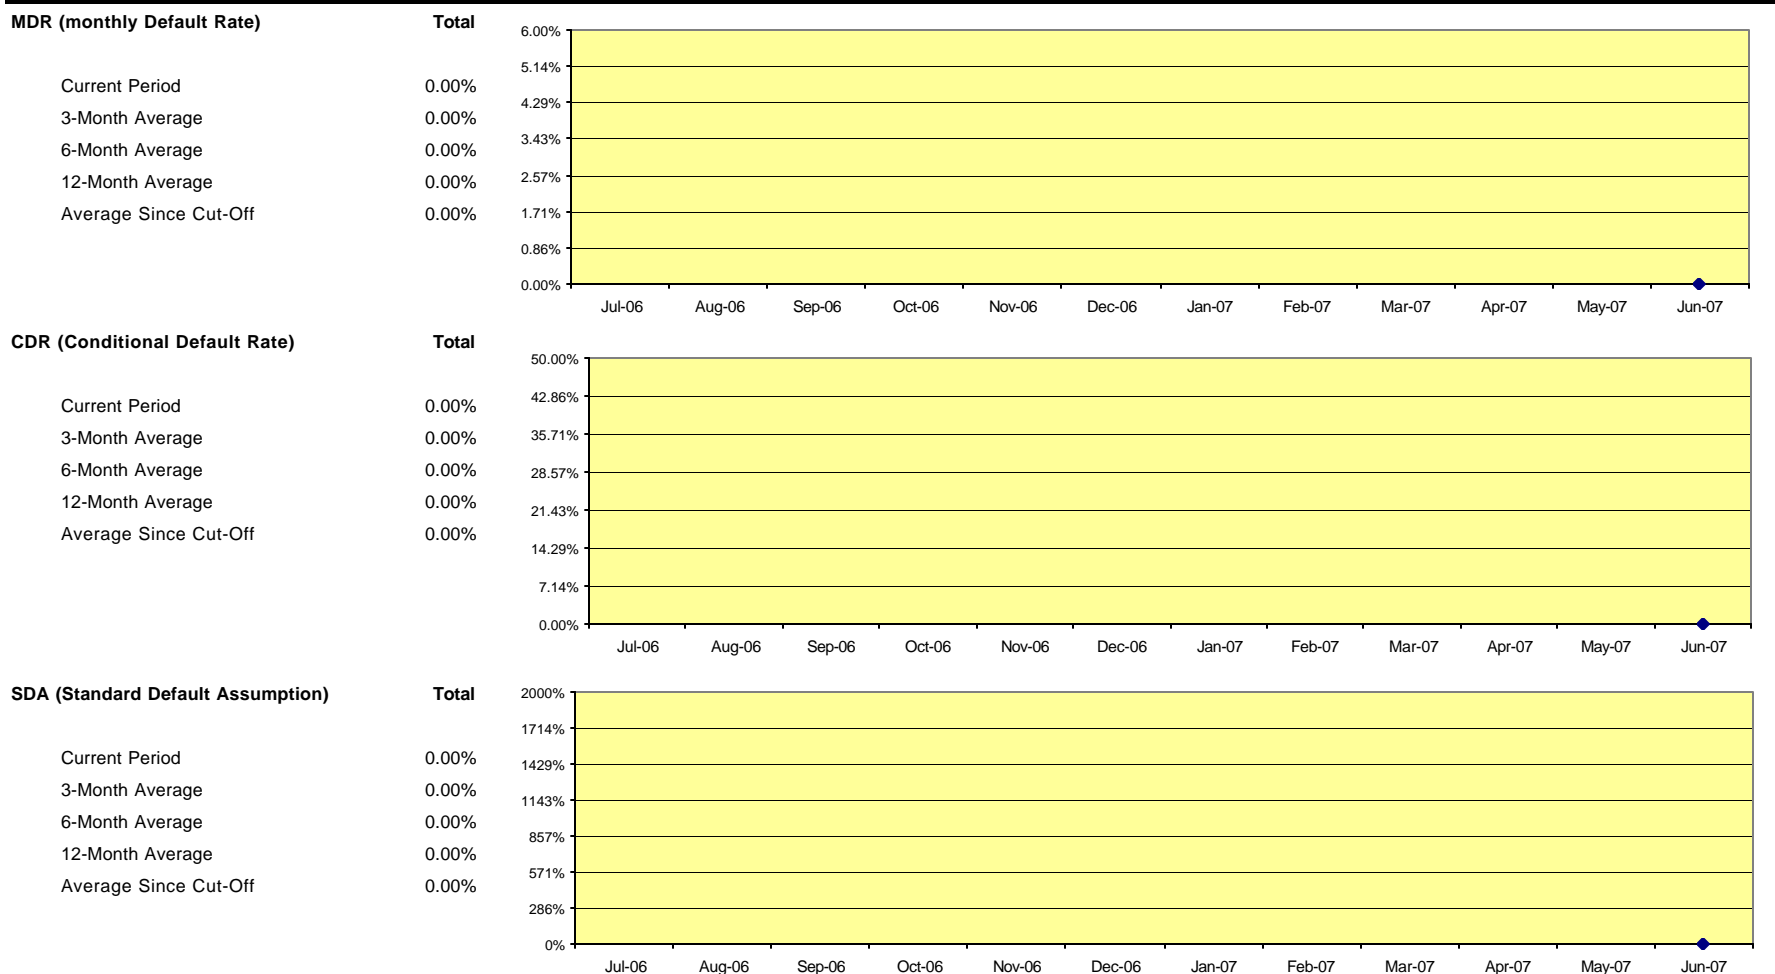 MDR (monthly Default Rate) Total
Current Period 0.00%
3-Month Average 0.00%
6-Month Average 0.00%
12-Month Average 0.00%
Average Since Cut-Off 0.00%
6.00%
5.14%
4.29%
3.43%
2.57%
1.71%
0.86%
0.00%
Jul-06 Aug-06 Sep-06 Oct-06 Nov-06 Dec-06 Jan-07 Feb-07 Mar-07 Apr-07 May-07 Jun-07
CDR (Conditional Default Rate) Total
Current Period 0.00%
3-Month Average 0.00%
6-Month Average 0.00%
12-Month Average 0.00%
Average Since Cut-Off 0.00%
50.00%
42.86%
35.71%
28.57%
21.43%
14.29%
7.14%
0.00%
Jul-06 Aug-06 Sep-06 Oct-06 Nov-06 Dec-06 Jan-07 Feb-07 Mar-07 Apr-07 May-07 Jun-07
SDA (Standard Default Assumption) Total
Current Period 0.00%
3-Month Average 0.00%
6-Month Average 0.00%
12-Month Average 0.00%
Average Since Cut-Off 0.00%
2000%
1714%
1429%
1143%
857%
571%
286%
0%
Jul-06 Aug-06 Sep-06 Oct-06 Nov-06 Dec-06 Jan-07 Feb-07 Mar-07 Apr-07 May-07 Jun-07